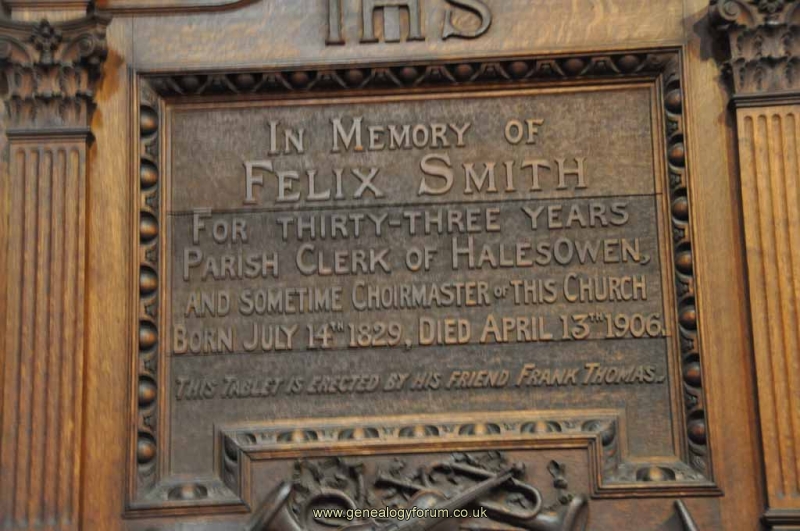 IHS
In Memory of
Felix Smith
For thirty-three years
Parish Clerk of Halesowen,
and sometime Choirmaster of this Church
Born July 14TH 1829, Died April 13TH 1906.
This Tablet is erected by his friend Frank Thomas.
www.genealogyforum.co.uk